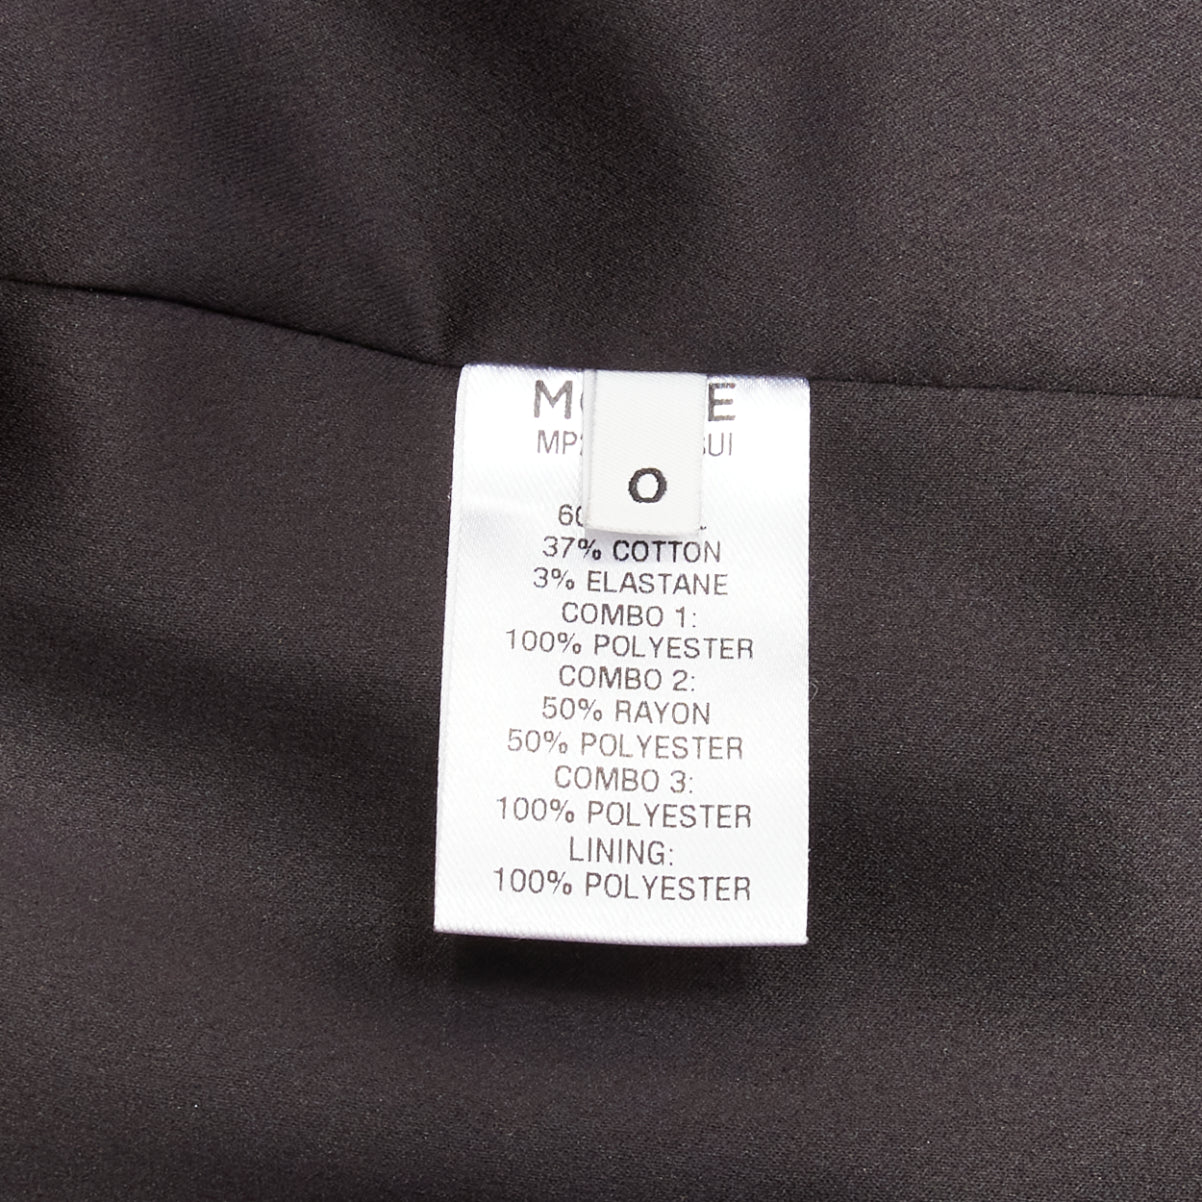 O
37% COTTON
3% ELASTANE
COMBO 1:
100% POLYESTER
COMBO 2:
50% RAYON
50% POLYESTER
COMBO 3:
100% POLYESTER
LINING:
100% POLYESTER